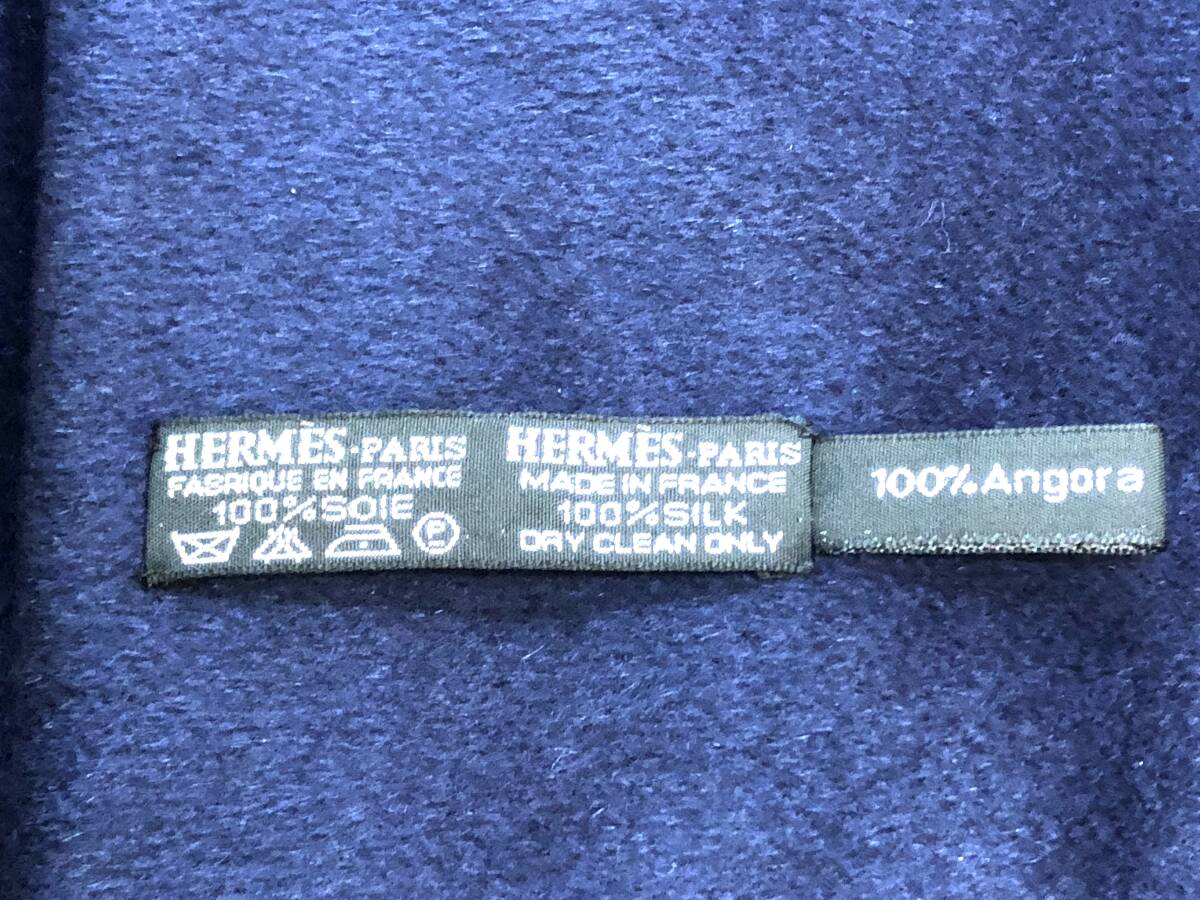 HERMÈS-PARIS
FABRIQUE EN FRANCE
100%SOIE
P
HERMÈS-PARIS
MADE IN FRANCE
100%SILK
DRY CLEAN ONLY
100%Angora